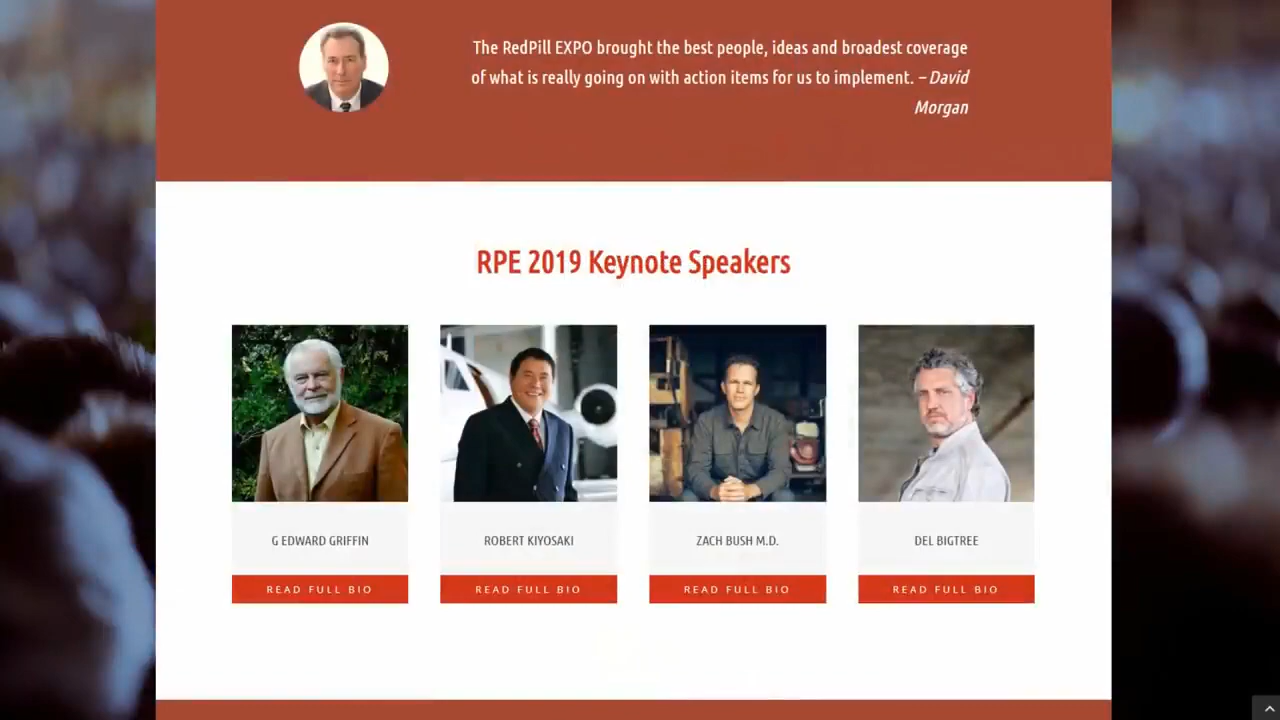 The RedPill EXPO brought the best people, ideas and broadest coverage
of what is really going on with action items for us to implement. – David
Morgan
RPE 2019 Keynote Speakers
G EDWARD GRIFFIN
ROBERT KIYOSAKI
ZACH BUSH M.D.
DEL BIGTREE
READ FULL BIO
READ FULL BIO
READ FULL BIO
READ FULL BIO